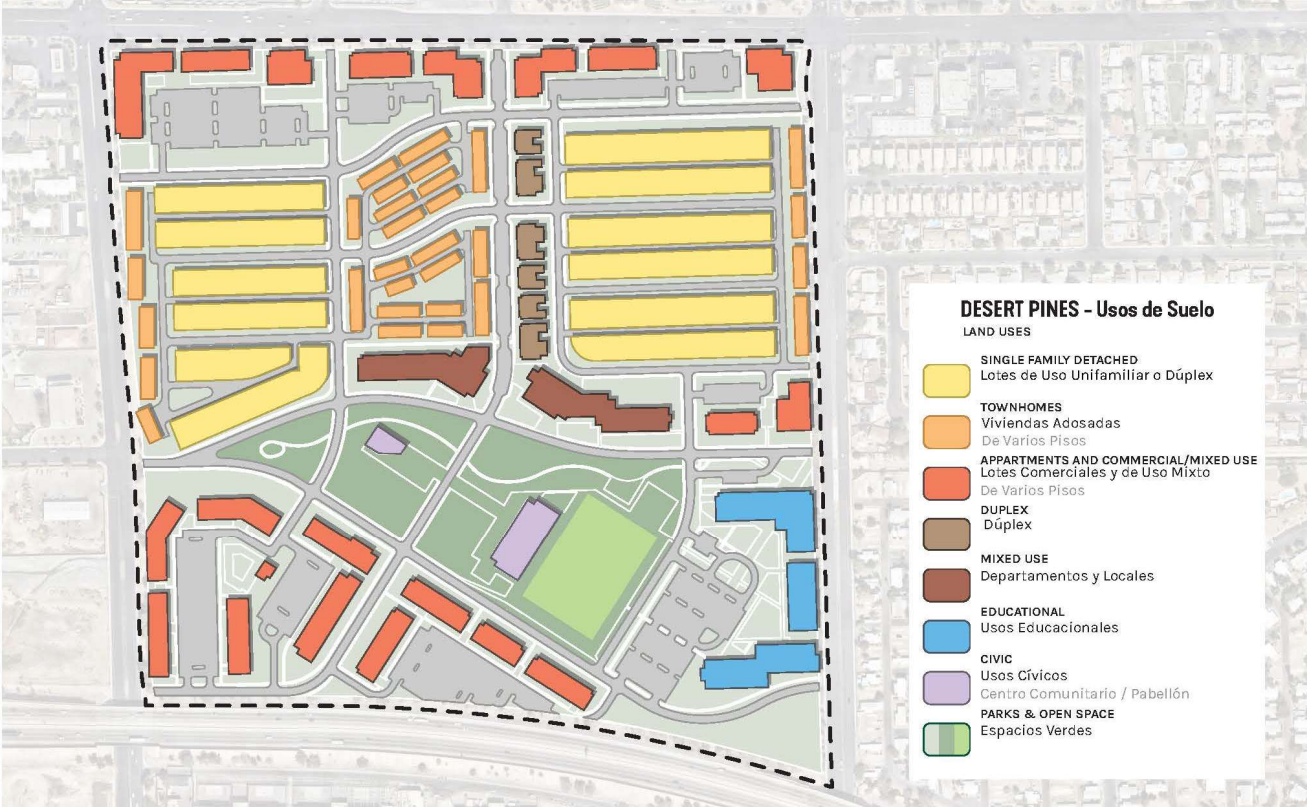 DESERT PINES – Usos de Suelo
LAND USES
SINGLE FAMILY DETACHED
Lotes de Uso Unifamiliar o Dúplex
TOWNHOMES
Viviendas Adosadas
De Varios Pisos
APPARTMENTS AND COMMERCIAL/MIXED USE
Lotes Comerciales y de Uso Mixto
De Varios Pisos
DUPLEX
Dúplex
MIXED USE
Departamentos y Locales
EDUCATIONAL
Usos Educacionales
CIVIC
Usos Cívicos
Centro Comunitario / Pabellón
PARKS & OPEN SPACE
Espacios Verdes